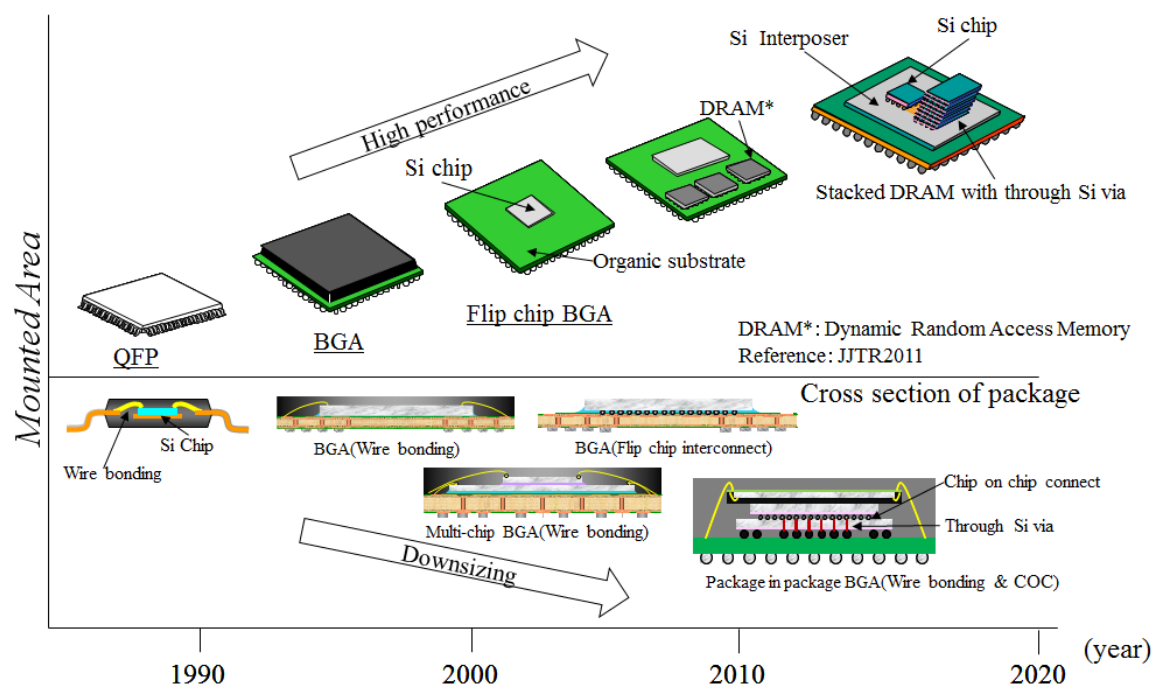 Si Interposer
Si chip
High performance
DRAM*
Si chip
Stacked DRAM with through Si via
Organic substrate
Flip chip BGA
BGA
QFP
DRAM*: Dynamic Random Access Memory
Reference: JJTR2011
Mounted Area
Cross section of package
Si Chip
Wire bonding
BGA(Wire bonding)
BGA(Flip chip interconnect)
Chip on chip connect
Multi-chip BGA(Wire bonding)
Through Si via
Downsizing
Package in package BGA(Wire bonding & COC)
(year)
1990
2000
2010
2020